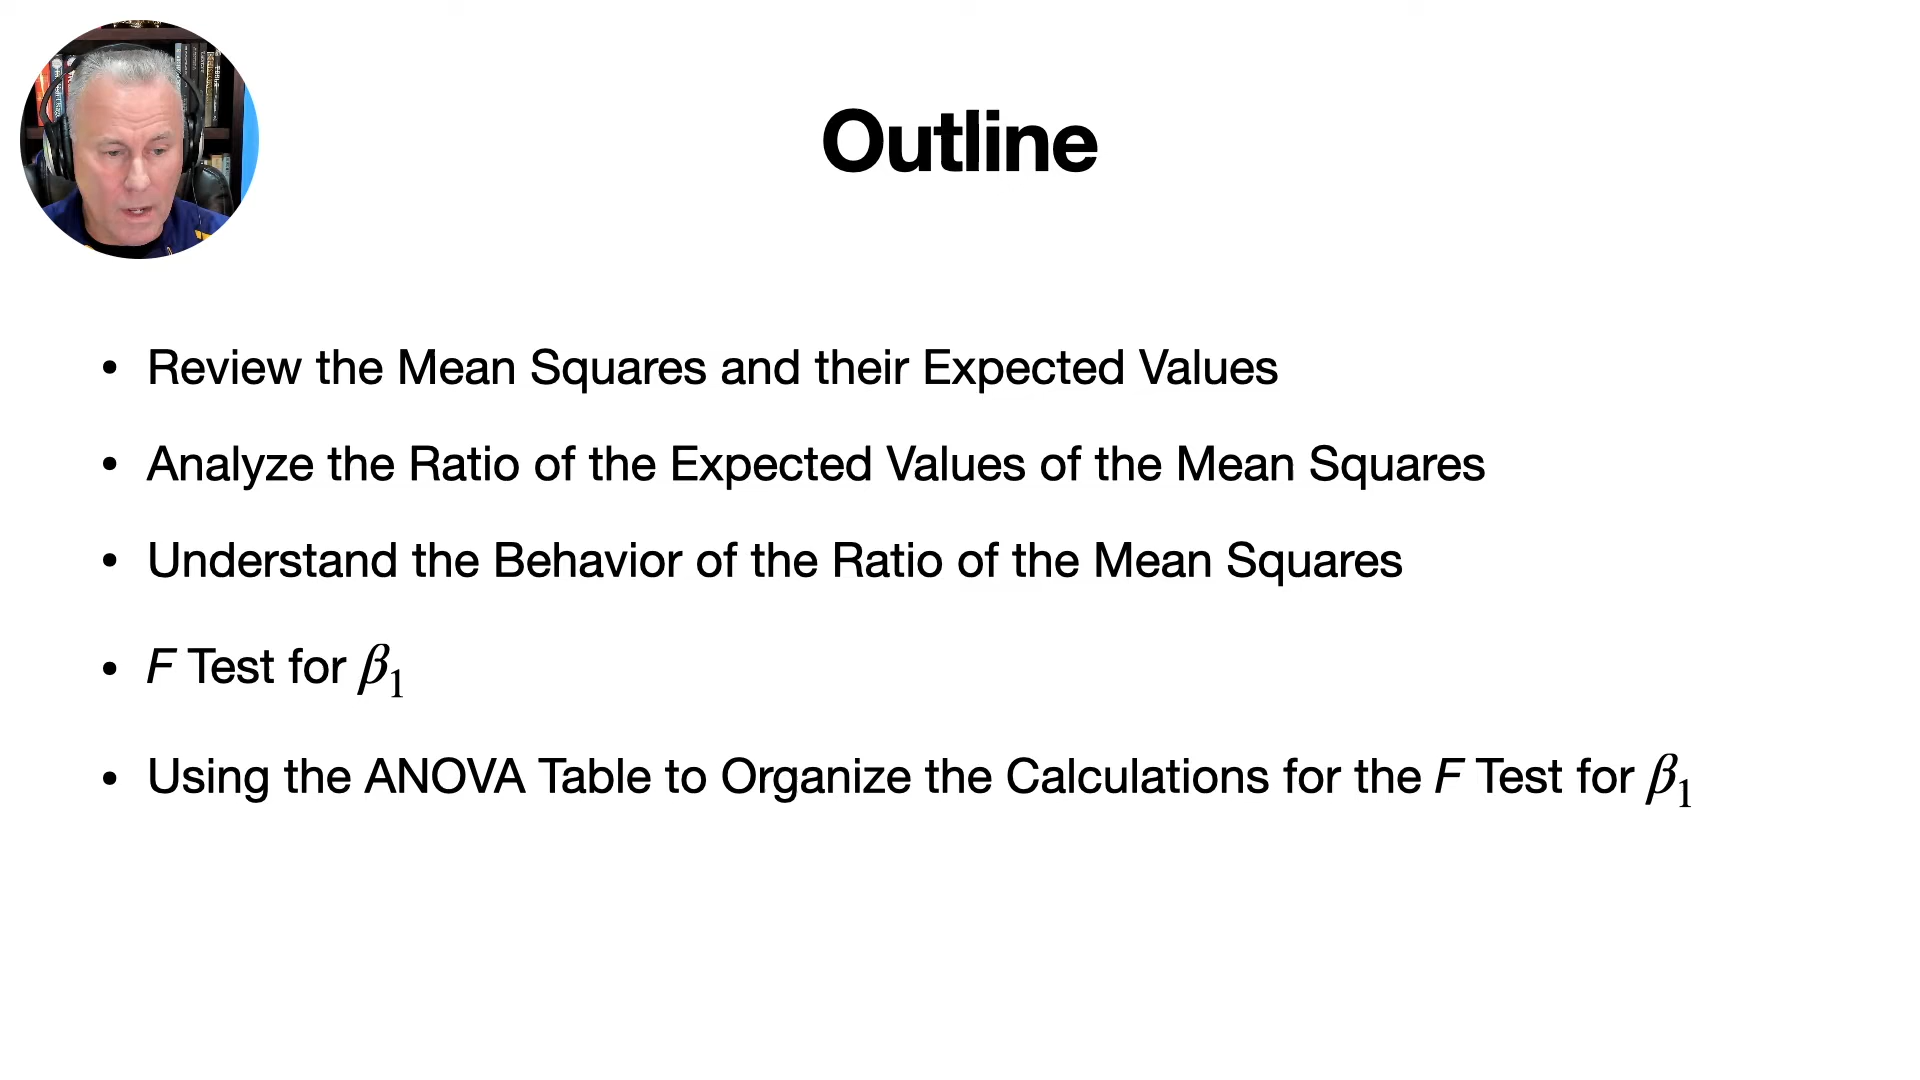 Outline
• Review the Mean Squares and their Expected Values
• Analyze the Ratio of the Expected Values of the Mean Squares
• Understand the Behavior of the Ratio of the Mean Squares
• F Test for β₁
• Using the ANOVA Table to Organize the Calculations for the F Test for β₁